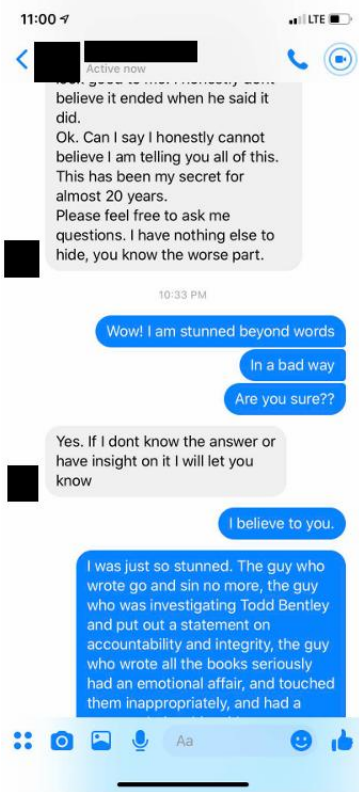 11:00
LTE
Active now
believe it ended when he said it
did.
Ok. Can I say I honestly cannot
believe I am telling you all of this.
This has been my secret for
almost 20 years.
Please feel free to ask me
questions. I have nothing else to
hide, you know the worse part.
10:33 PM
Wow! I am stunned beyond words
In a bad way
Are you sure??
Yes. If I dont know the answer or
have insight on it I will let you
know
I believe to you.
I was just so stunned. The guy who
wrote go and sin no more, the guy
who was investigating Todd Bentley
and put out a statement on
accountability and integrity, the guy
who wrote all the books seriously
had an emotional affair, and touched
them inappropriately, and had a
Aa